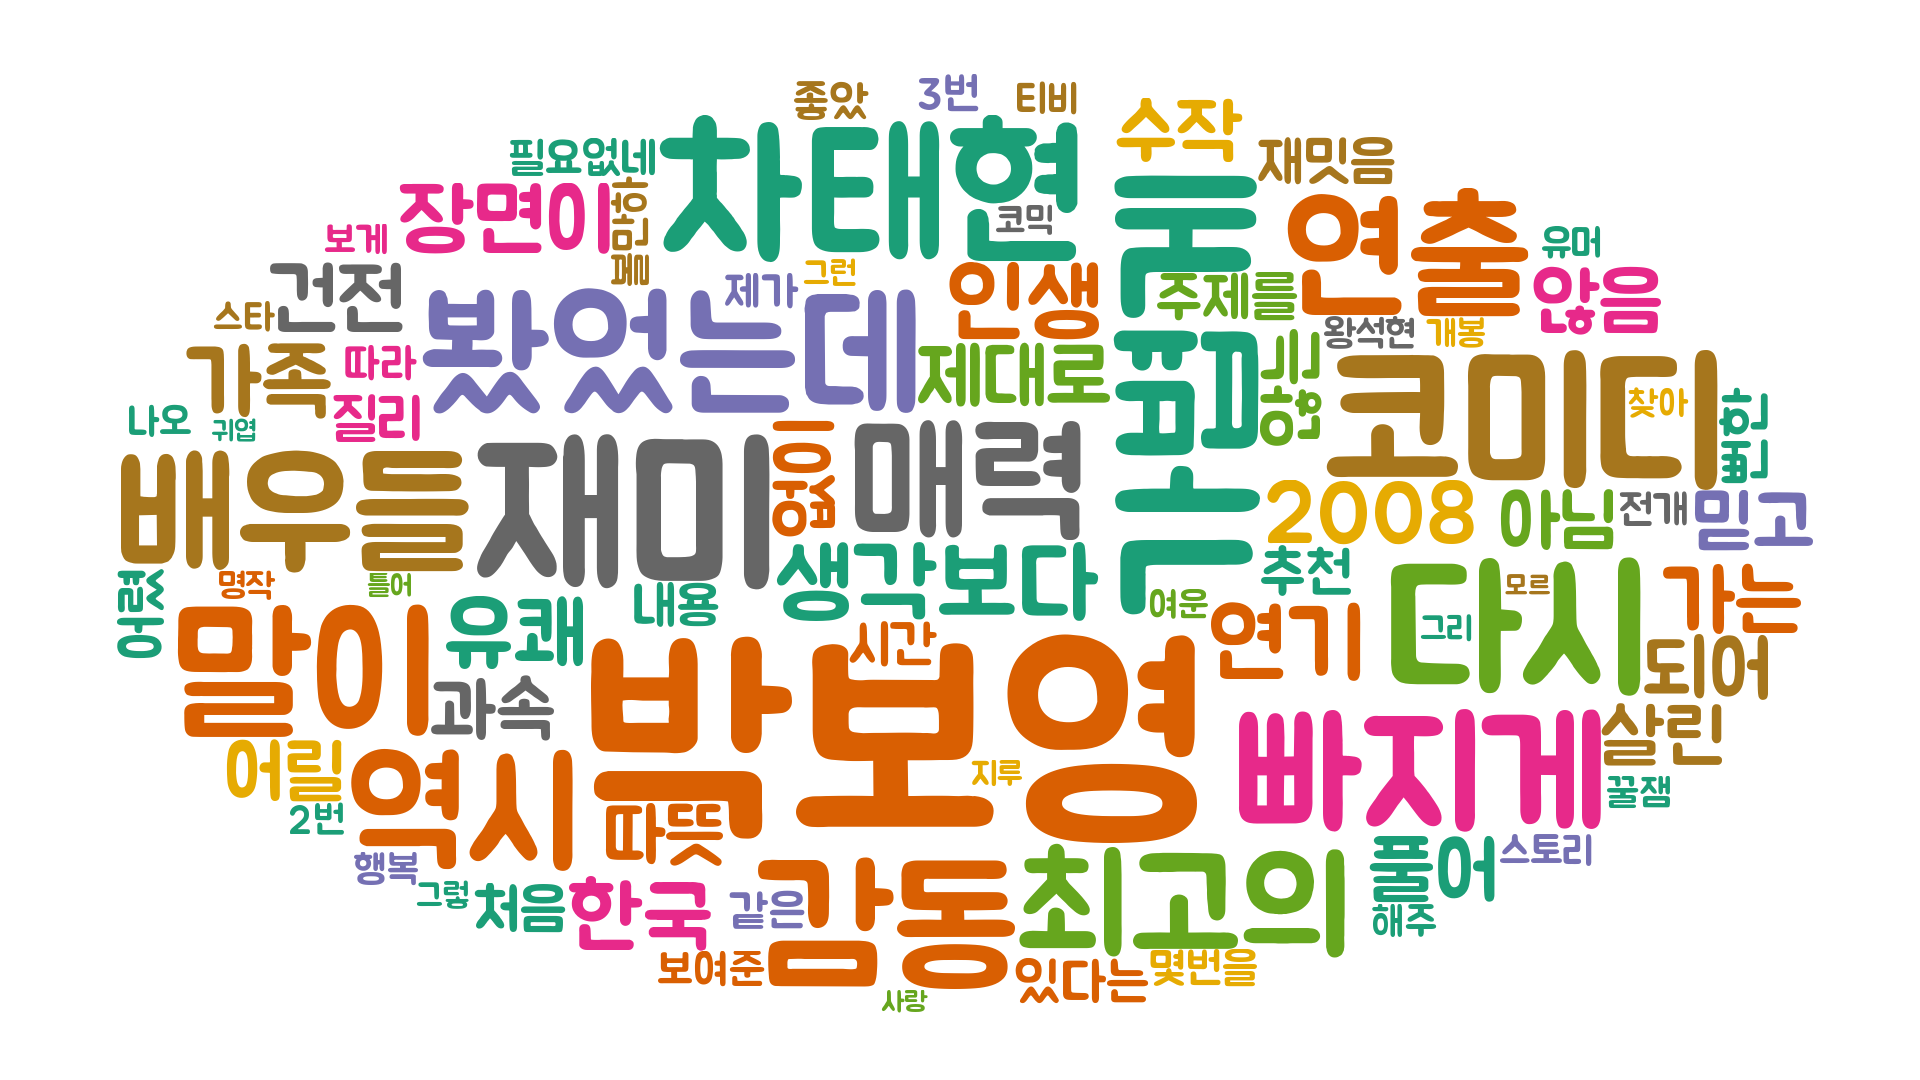 좋았
3번
티비
수작
필요없네
차태현
재밌음
장면이
볼만한
코믹
연출
보게
유머
건전
제가
그런
인생
주제를
않음
스타
봤었는데
왕석현
개봉
가족
따라
제대로
툭
코미디
찾아
나오
귀엽
질리
배우들
재미
이었
매력
2008
아님
전개
믿고
뻔한
명작
틀어
생각보다
추천
다시
모르
가는
말이
유쾌
내용
시간
여운
연기
그리
되어
과속
박보영
살린
어릴
역시
따뜻
지루
빠지게
꿀잼
2번
행복
그렇
처음
한국
같은
감동
최고의
풀어
스토리
해주
보여준
있다는
몇번을
사랑